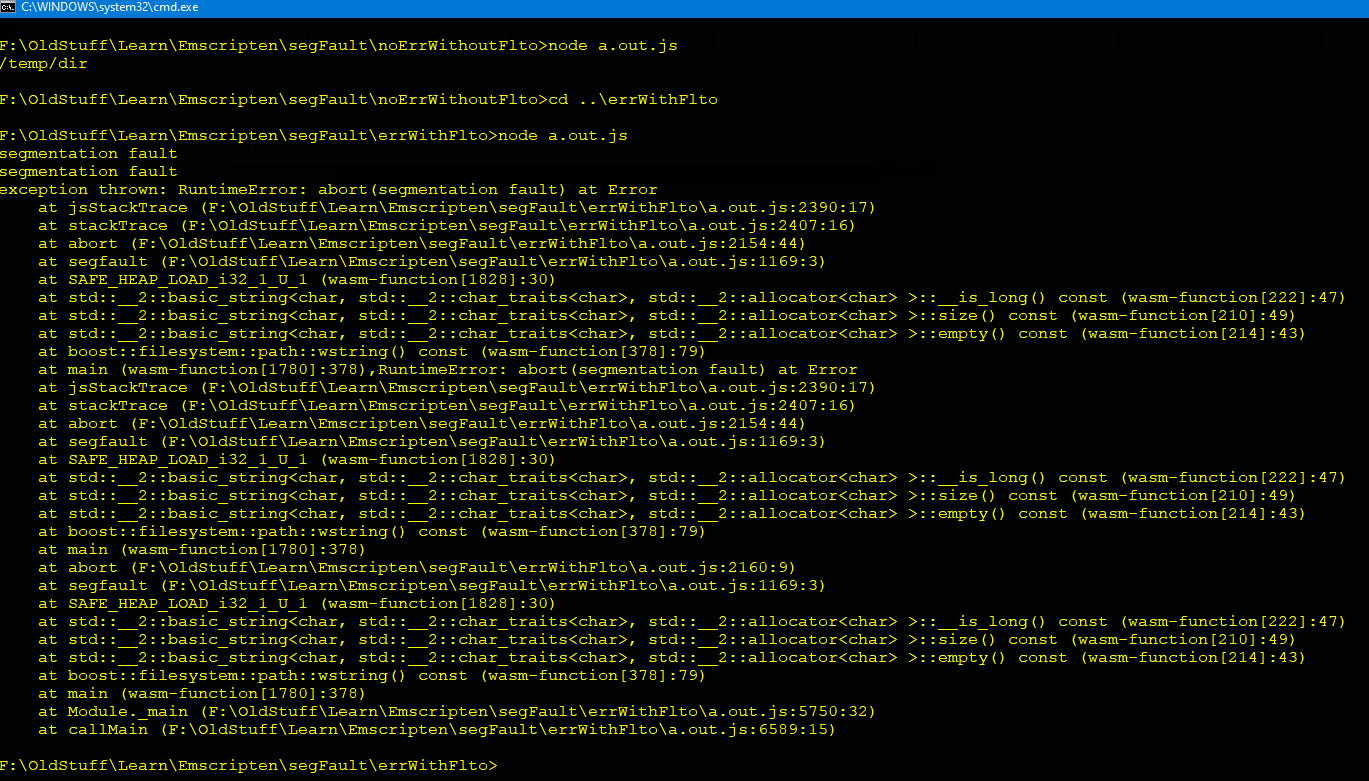 C:\WINDOWS\system32\cmd.exe
F:\OldStuff\Learn\Emscripten\segFault\noErrWithoutFlto>node a.out.js
/temp/dir
F:\OldStuff\Learn\Emscripten\segFault\noErrWithoutFlto>cd ..\errWithFlto
F:\OldStuff\Learn\Emscripten\segFault\errWithFlto>node a.out.js
segmentation fault
segmentation fault
exception thrown: RuntimeError: abort(segmentation fault) at Error
    at jsStackTrace (F:\OldStuff\Learn\Emscripten\segFault\errWithFlto\a.out.js:2390:17)
    at stackTrace (F:\OldStuff\Learn\Emscripten\segFault\errWithFlto\a.out.js:2407:16)
    at abort (F:\OldStuff\Learn\Emscripten\segFault\errWithFlto\a.out.js:2154:44)
    at segfault (F:\OldStuff\Learn\Emscripten\segFault\errWithFlto\a.out.js:1169:3)
    at SAFE_HEAP_LOAD_i32_1_U_1 (wasm-function[1828]:30)
    at std::__2::basic_string<char, std::__2::char_traits<char>, std::__2::allocator<char> >::__is_long() const (wasm-function[222]:47)
    at std::__2::basic_string<char, std::__2::char_traits<char>, std::__2::allocator<char> >::size() const (wasm-function[210]:49)
    at std::__2::basic_string<char, std::__2::char_traits<char>, std::__2::allocator<char> >::empty() const (wasm-function[214]:43)
    at boost::filesystem::path::wstring() const (wasm-function[378]:79)
    at main (wasm-function[1780]:378),RuntimeError: abort(segmentation fault) at Error
    at jsStackTrace (F:\OldStuff\Learn\Emscripten\segFault\errWithFlto\a.out.js:2390:17)
    at stackTrace (F:\OldStuff\Learn\Emscripten\segFault\errWithFlto\a.out.js:2407:16)
    at abort (F:\OldStuff\Learn\Emscripten\segFault\errWithFlto\a.out.js:2154:44)
    at segfault (F:\OldStuff\Learn\Emscripten\segFault\errWithFlto\a.out.js:1169:3)
    at SAFE_HEAP_LOAD_i32_1_U_1 (wasm-function[1828]:30)
    at std::__2::basic_string<char, std::__2::char_traits<char>, std::__2::allocator<char> >::__is_long() const (wasm-function[222]:47)
    at std::__2::basic_string<char, std::__2::char_traits<char>, std::__2::allocator<char> >::size() const (wasm-function[210]:49)
    at std::__2::basic_string<char, std::__2::char_traits<char>, std::__2::allocator<char> >::empty() const (wasm-function[214]:43)
    at boost::filesystem::path::wstring() const (wasm-function[378]:79)
    at main (wasm-function[1780]:378)
    at abort (F:\OldStuff\Learn\Emscripten\segFault\errWithFlto\a.out.js:2160:9)
    at segfault (F:\OldStuff\Learn\Emscripten\segFault\errWithFlto\a.out.js:1169:3)
    at SAFE_HEAP_LOAD_i32_1_U_1 (wasm-function[1828]:30)
    at std::__2::basic_string<char, std::__2::char_traits<char>, std::__2::allocator<char> >::__is_long() const (wasm-function[222]:47)
    at std::__2::basic_string<char, std::__2::char_traits<char>, std::__2::allocator<char> >::size() const (wasm-function[210]:49)
    at std::__2::basic_string<char, std::__2::char_traits<char>, std::__2::allocator<char> >::empty() const (wasm-function[214]:43)
    at boost::filesystem::path::wstring() const (wasm-function[378]:79)
    at main (wasm-function[1780]:378)
    at Module._main (F:\OldStuff\Learn\Emscripten\segFault\errWithFlto\a.out.js:5750:32)
    at callMain (F:\OldStuff\Learn\Emscripten\segFault\errWithFlto\a.out.js:6589:15)
F:\OldStuff\Learn\Emscripten\segFault\errWithFlto>